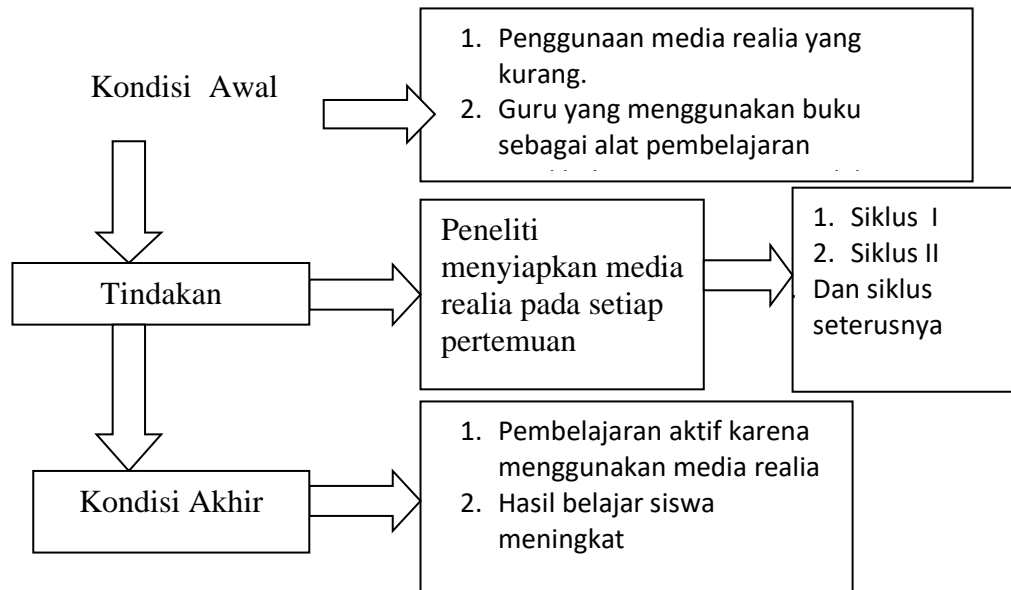 Kondisi Awal
1. Penggunaan media realia yang
kurang.
2. Guru yang menggunakan buku
sebagai alat pembelajaran
Tindakan
Peneliti
menyiapkan media
realia pada setiap
pertemuan
1. Siklus I
2. Siklus II
Dan siklus
seterusnya
Kondisi Akhir
1. Pembelajaran aktif karena
menggunakan media realia
2. Hasil belajar siswa
meningkat